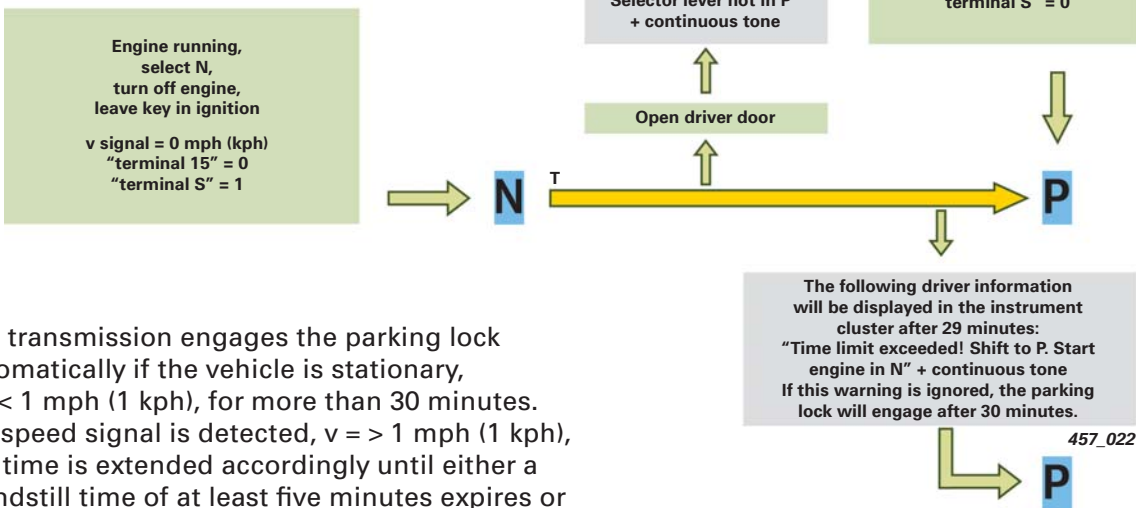 Selector lever not in P
+ continuous tone
terminal S" = 0
Engine running,
select N,
turn off engine,
leave key in ignition
v signal = 0 mph (kph)
“terminal 15” = 0
“terminal S” = 1
Open driver door
N
T
P
The following driver information
will be displayed in the instrument
cluster after 29 minutes:
“Time limit exceeded! Shift to P. Start
engine in N” + continuous tone
If this warning is ignored, the parking
lock will engage after 30 minutes.
457_022
P
transmission engages the parking lock
omatically if the vehicle is stationary,
< 1 mph (1 kph), for more than 30 minutes.
speed signal is detected, v = > 1 mph (1 kph),
time is extended accordingly until either a
ndstill time of at least five minutes expires or